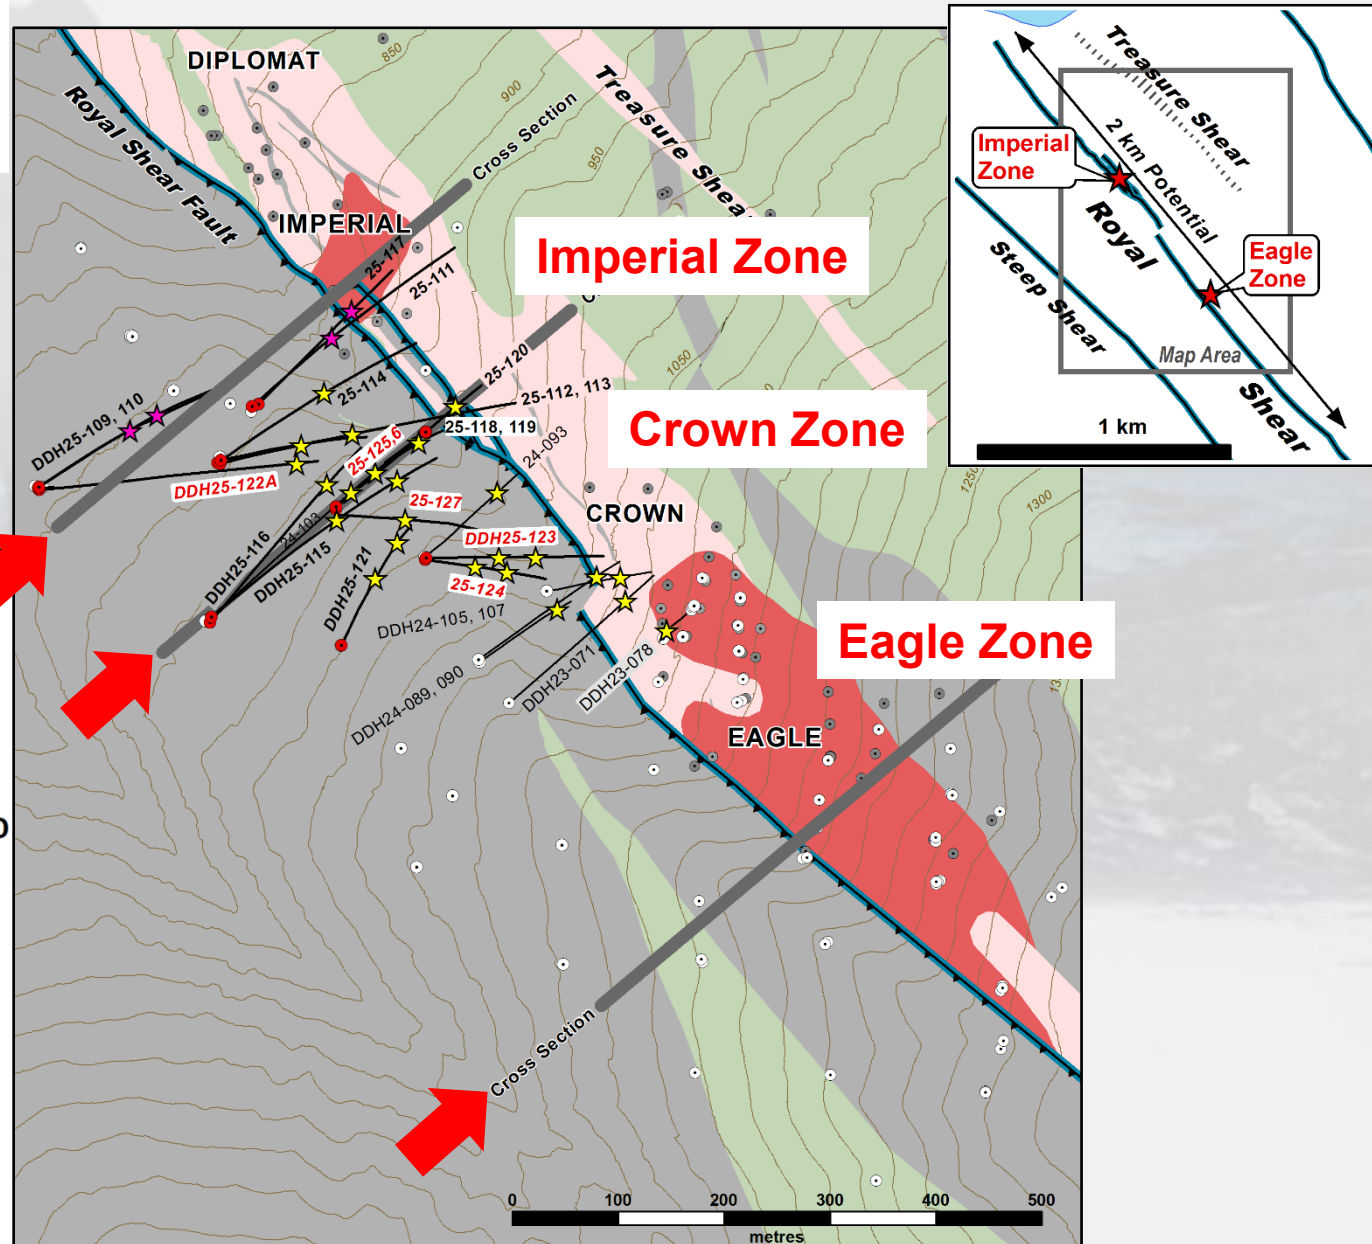 DIPLOMAT
850
900
950
Royal Shear Fault
Treasure Shear
Cross Section
IMPERIAL
25-117
25-111
Imperial Zone
25-114
25-120
25-112, 113
25-118, 119
1050
DDH25-109, 110
DDH25-122A
25-125,6
24-093
Crown Zone
25-127
CROWN
1250
1300
DDH25-116
24-103
DDH25-115
DDH25-121
DDH25-123
25-124
DDH24-105, 107
DDH24-089, 090
DDH23-071
DDH23-078
Eagle Zone
EAGLE
Cross Section
0 100 200 300 400 500
metres
Treasure Shear
2 km Potential
Imperial
Zone
Royal
Shear
Eagle
Zone
Steep Shear
Map Area
1 km